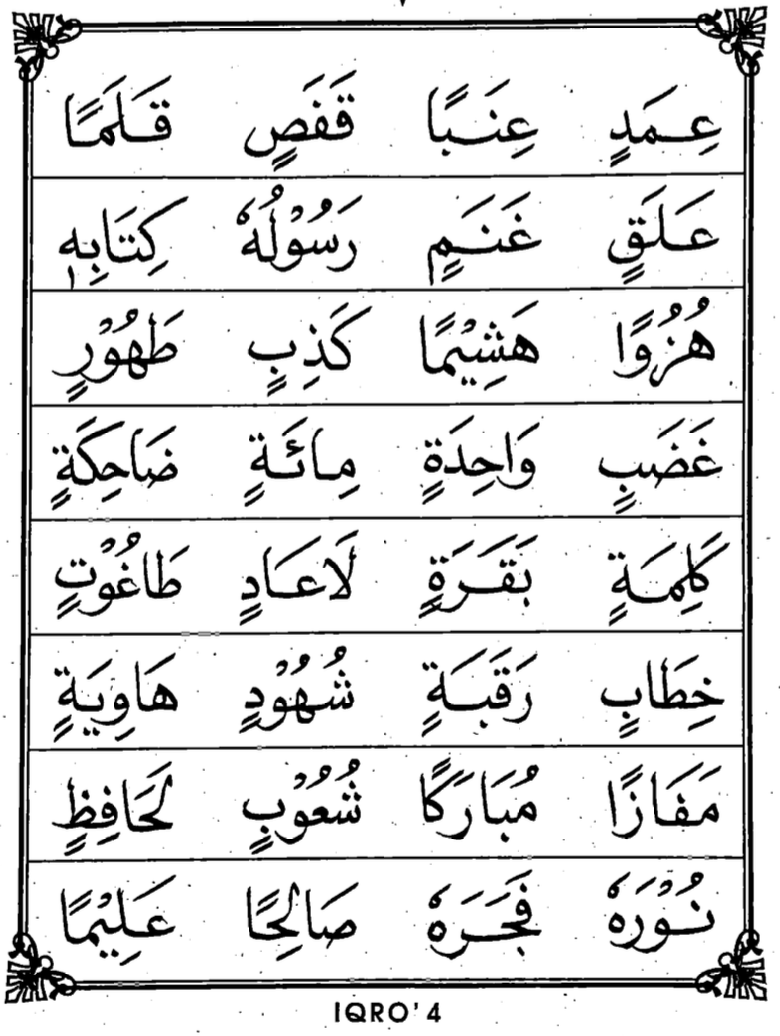 عِمَدٍ عِنَبًا قَفَصٍ قَلَمًا
عَلَقٍ غَنَمٍ رَسُوْلُهٗ كِتَابِهٖ
هُزُوًا هَشِيْمًا كَذِبٍ طَهُوْرٍ
غَضَبٍ وَاحِدَةٍ مِائَةٍ ضَاحِكَةٍ
كَلِمَةٍ بَقَرَةٍ لَاعَادٍ طَاغُوْتٍ
خِطَابٍ رَقَبَةٍ شُهُوْدٍ هَاوِيَةٍ
مَفَازًا مُبَارَكًا شُعُوْبٍ لَحَافِظٍ
نُوْرَهٗ فَجَرَهٗ صَالِحًا عَلِيْمًا
IQRO' 4